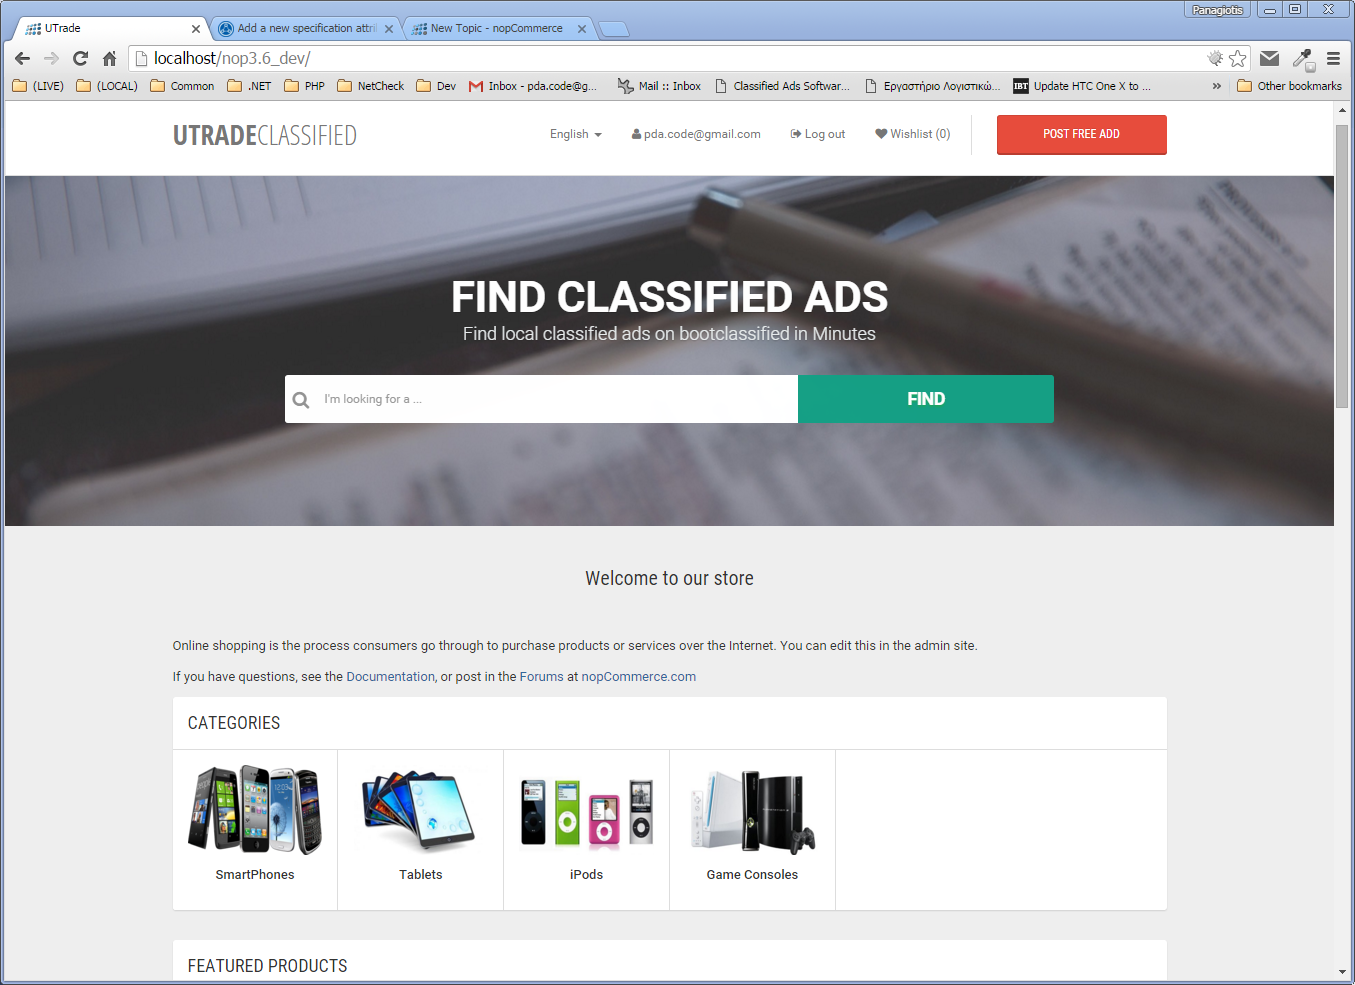 Panagiotis
UTrade
Add a new specification attri
New Topic - nopCommerce
localhost/nop3.6_dev/
(LIVE)
(LOCAL)
Common
.NET
PHP
NetCheck
Dev
Inbox - pda.code@g...
Mail :: Inbox
Classified Ads Softwar...
Εργαστήριο Λογιστικώ...
IBT
Update HTC One X to ...
»
Other bookmarks
UTRADECLASSIFIED
English
pda.code@gmail.com
Log out
Wishlist (0)
POST FREE ADD
FIND CLASSIFIED ADS
Find local classified ads on bootclassified in Minutes
I'm looking for a ...
FIND
Welcome to our store
Online shopping is the process consumers go through to purchase products or services over the Internet. You can edit this in the admin site.
If you have questions, see the Documentation, or post in the Forums at nopCommerce.com
CATEGORIES
SmartPhones
Tablets
iPods
Game Consoles
FEATURED PRODUCTS